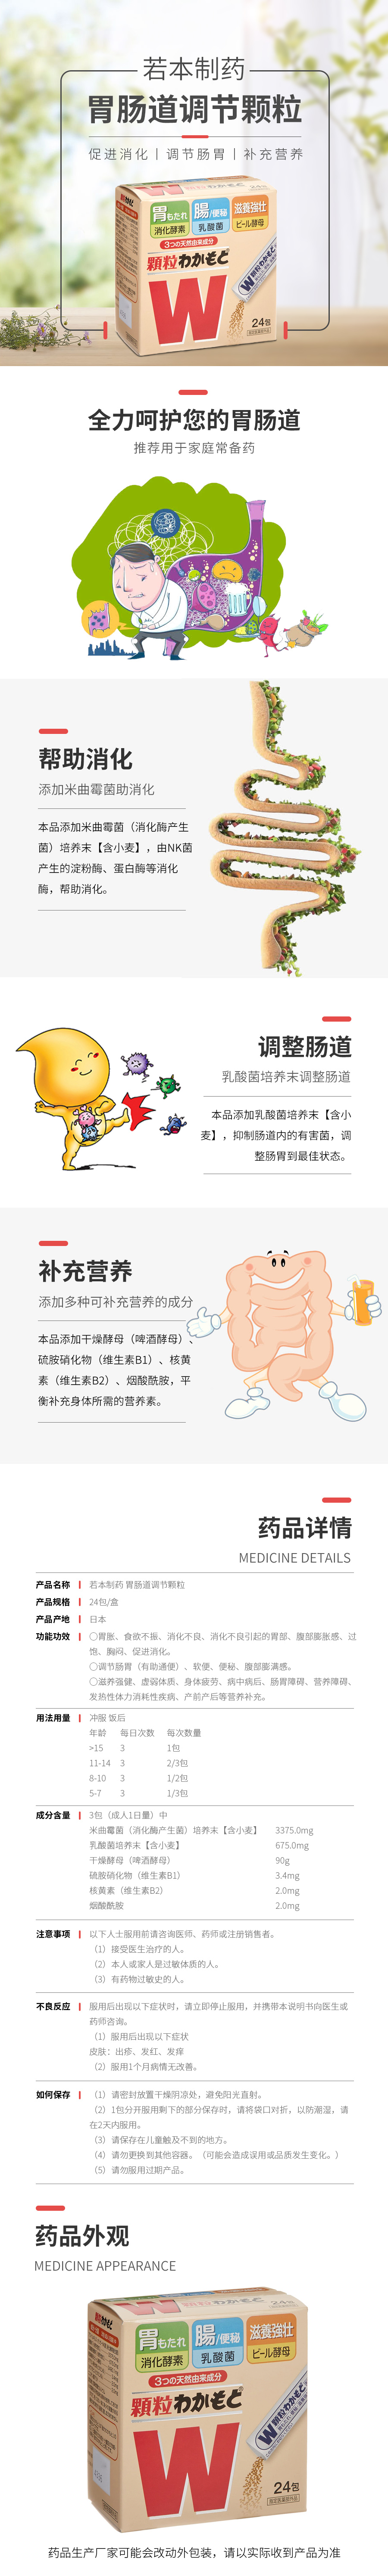 若本制药
胃肠道调节颗粒
促进消化丨调节肠胃丨补充营养
胃もたれ 腸/便秘 滋養強壮
消化酵素 乳酸菌 ビール酵母
3つの天然由来成分
顆粒わかもと
W
W顆粒わかもと
24包
全力呵护您的胃肠道
推荐用于家庭常备药
帮助消化
添加米曲霉菌助消化
本品添加米曲霉菌（消化酶产生
菌）培养末【含小麦】，由NK菌
产生的淀粉酶、蛋白酶等消化
酶，帮助消化。
调整肠道
乳酸菌培养末调整肠道
本品添加乳酸菌培养末【含小
麦】，抑制肠道内的有害菌，调
整肠胃到最佳状态。
补充营养
添加多种可补充营养的成分
本品添加干燥酵母（啤酒酵母）、
硫胺硝化物（维生素B1）、核黄
素（维生素B2）、烟酸酰胺，平
衡补充身体所需的营养素。
药品详情
MEDICINE DETAILS
产品名称 若本制药 胃肠道调节颗粒
产品规格 24包/盒
产品产地 日本
功能功效 〇胃胀、食欲不振、消化不良、消化不良引起的胃部、腹部膨胀感、过
饱、胸闷、促进消化。
〇调节肠胃（有助通便）、软便、便秘、腹部膨满感。
〇滋养强健、虚弱体质、身体疲劳、病中病后、肠胃障碍、营养障碍、
发热性体力消耗性疾病、产前产后等营养补充。
用法用量 冲服 饭后
年龄 每日次数 每次数量
>15 3 1包
11-14 3 2/3包
8-10 3 1/2包
5-7 3 1/3包
成分含量 3包（成人1日量）中
米曲霉菌（消化酶产生菌）培养末【含小麦】 3375.0mg
乳酸菌培养末【含小麦】 675.0mg
干燥酵母（啤酒酵母） 90g
硫胺硝化物（维生素B1） 3.4mg
核黄素（维生素B2） 2.0mg
烟酸酰胺 2.0mg
注意事项 以下人士服用前请咨询医师、药师或注册销售者。
（1）接受医生治疗的人。
（2）本人或家人是过敏体质的人。
（3）有药物过敏史的人。
不良反应 服用后出现以下症状时，请立即停止服用，并携带本说明书向医生或
药师咨询。
（1）服用后出现以下症状
皮肤：出疹、发红、发痒
（2）服用1个月病情无改善。
如何保存 （1）请密封放置干燥阴凉处，避免阳光直射。
（2）1包分开服用剩下的部分保存时，请将袋口对折，以防潮湿，请
在2天内服用。
（3）请保存在儿童触及不到的地方。
（4）请勿更换到其他容器。（可能会造成误用或品质发生变化。）
（5）请勿服用过期产品。
药品外观
MEDICINE APPEARANCE
胃もたれ 腸/便秘 滋養強壮
消化酵素 乳酸菌 ビール酵母
3つの天然由来成分
顆粒わかもと
W
W顆粒わかもと
24包
药品生产厂家可能会改动外包装，请以实际收到产品为准